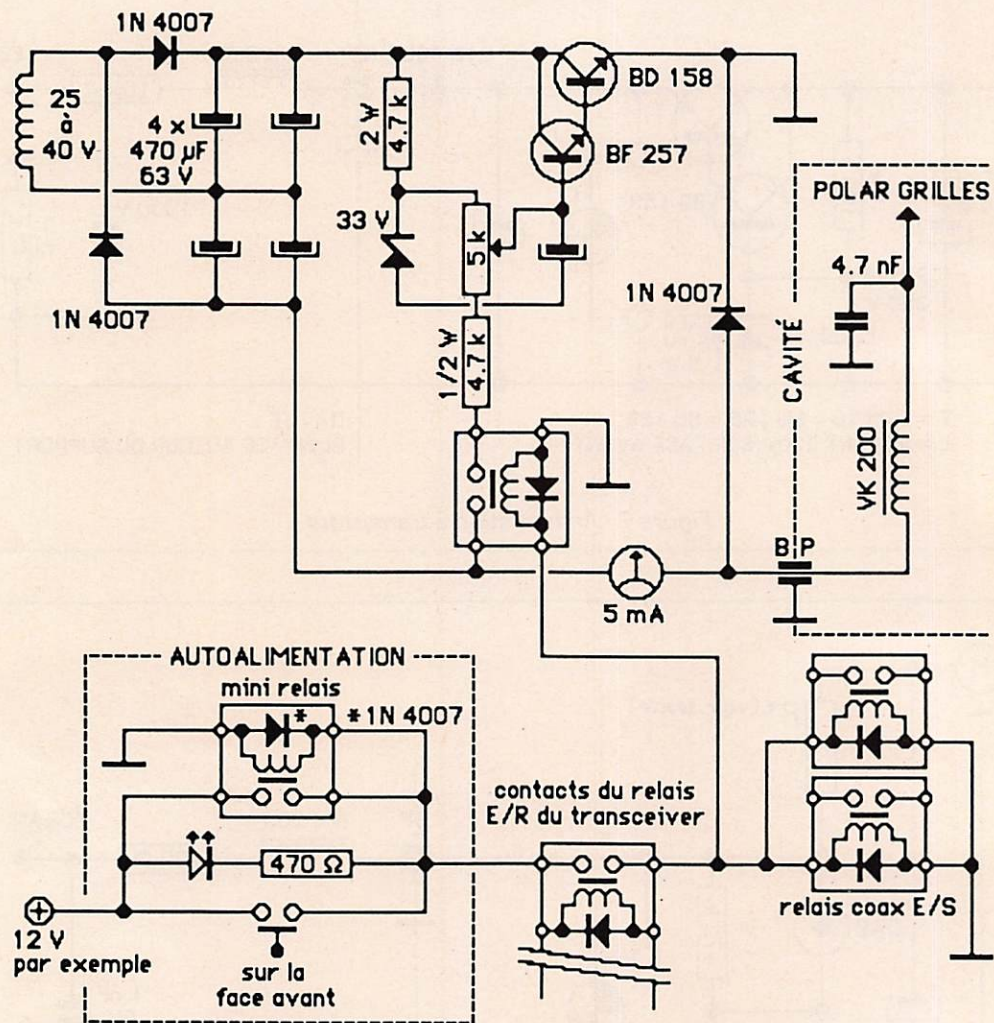 1N 4007
25
à
40 V
4 x
470 µF
63 V
1N 4007
2 W
4.7 k
33 V
5 k
1/2 W
4.7 k
BD 158
BF 257
1N 4007
CAVITÉ
POLAR GRILLES
4.7 nF
VK 200
BP
5 mA
AUTOALIMENTATION
mini relais
*
*1N 4007
470 Ω
12 V
par exemple
sur la
face avant
contacts du relais
E/R du transceiver
relais coax E/S